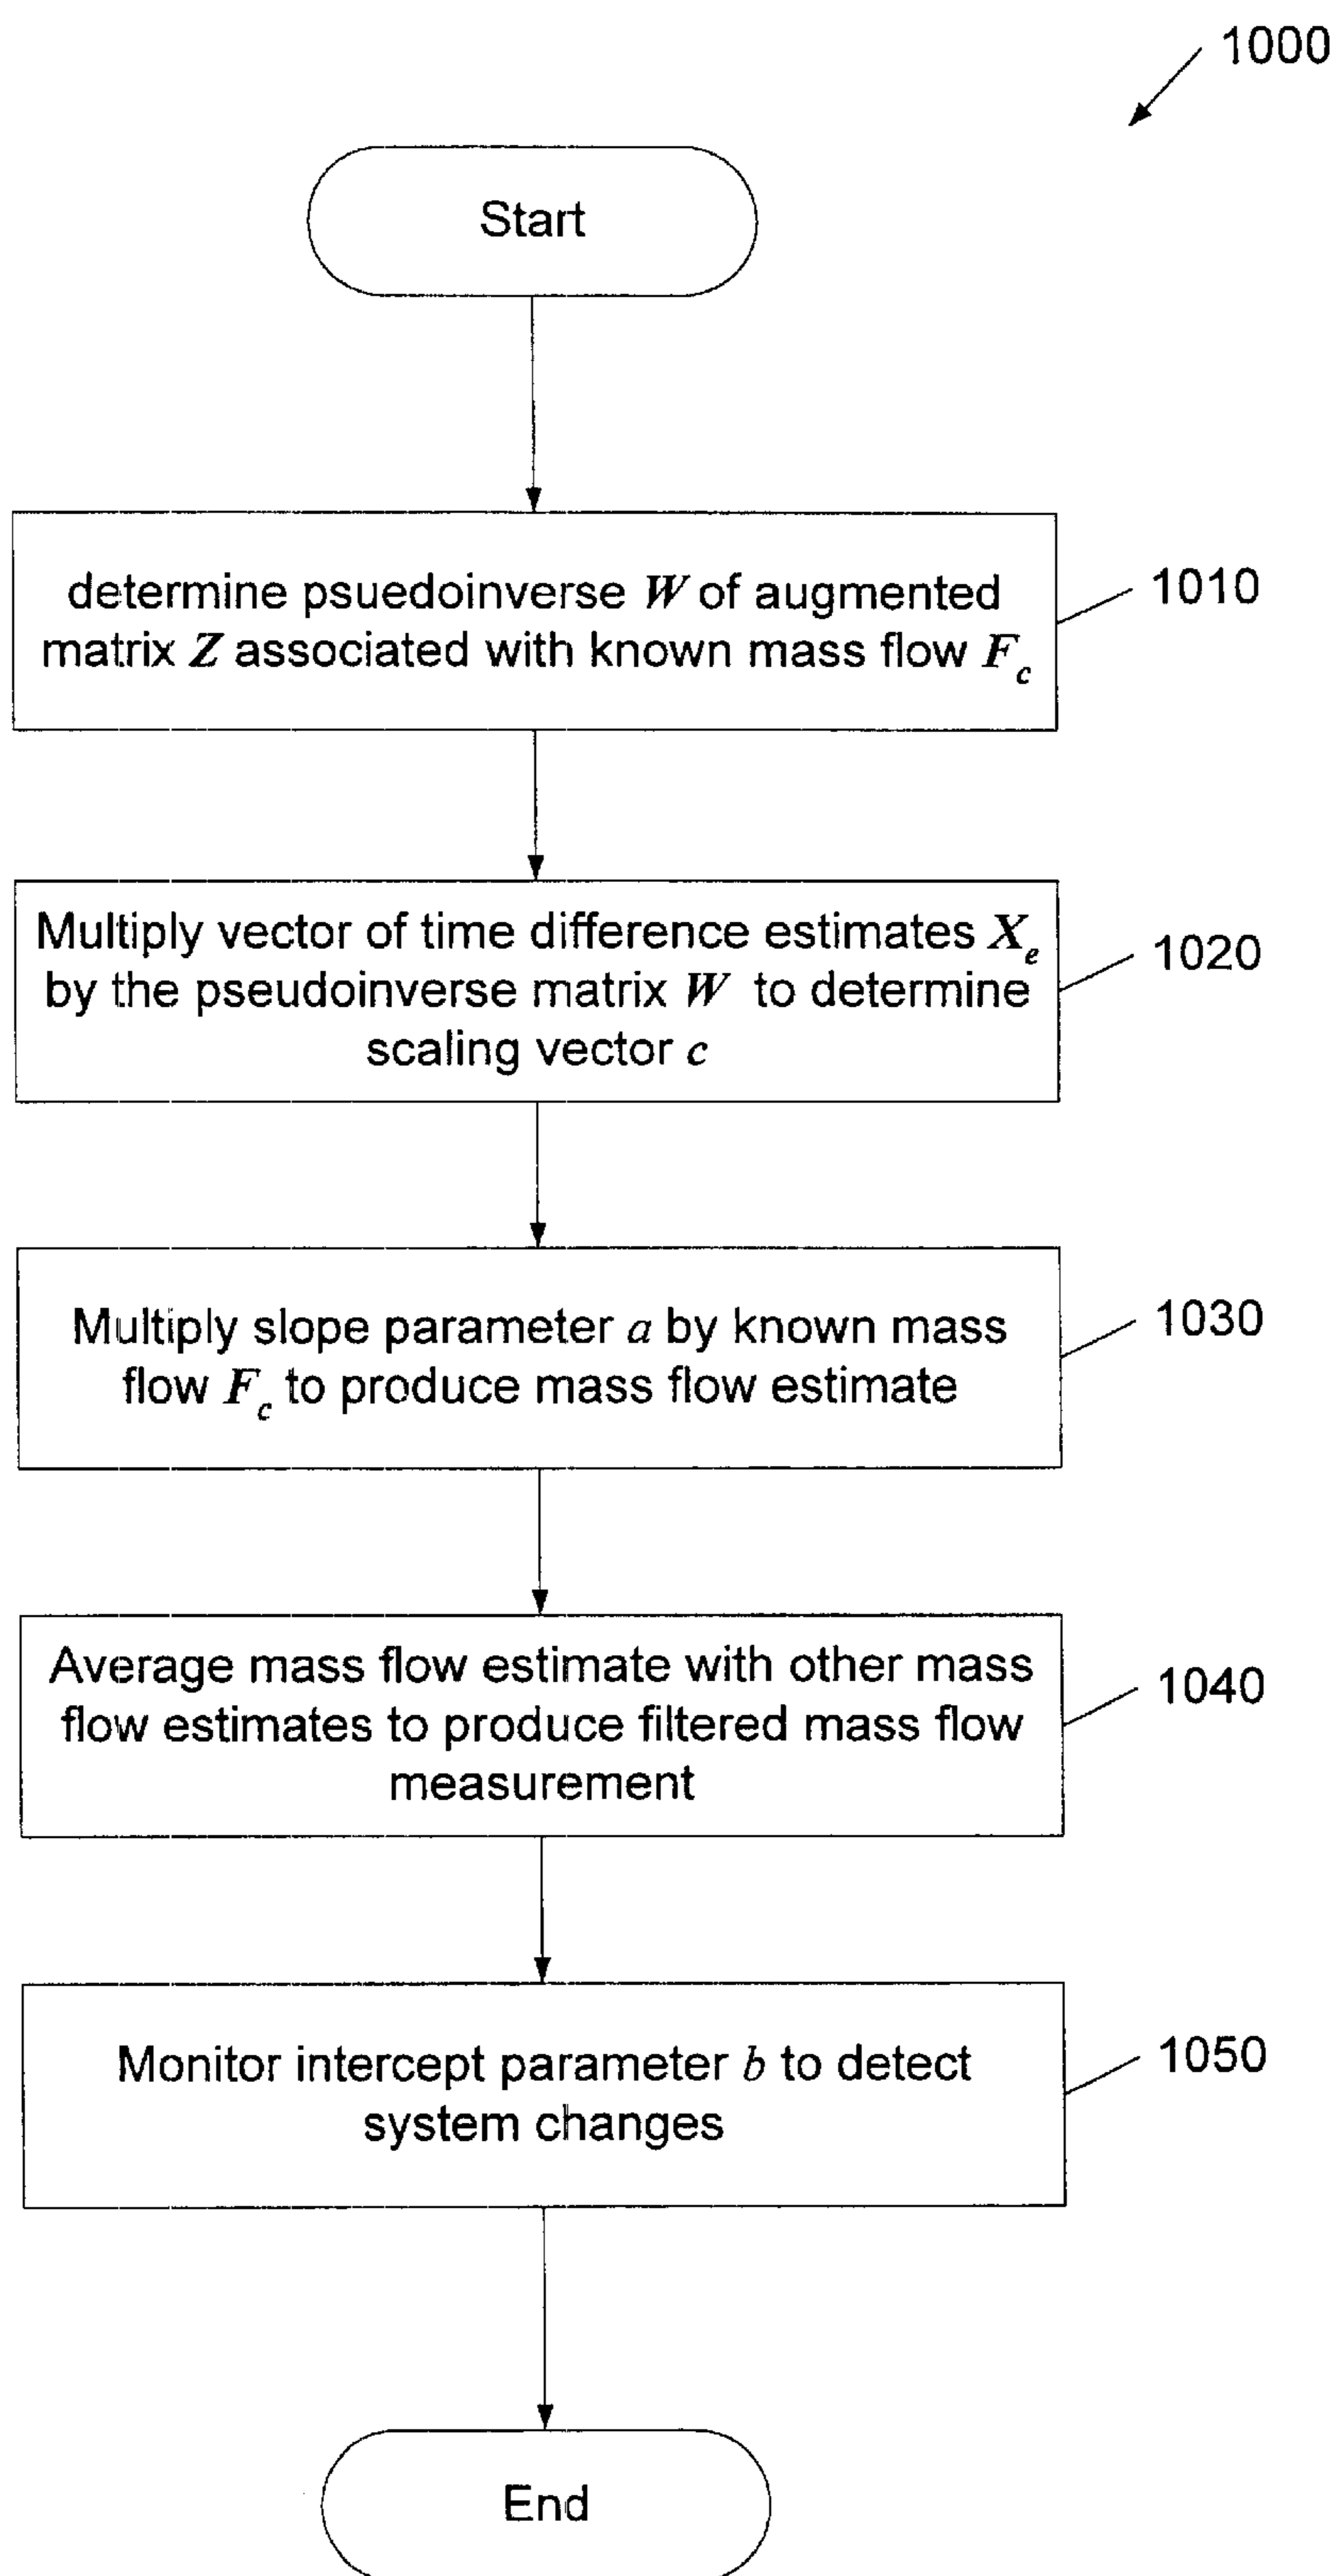 1000
Start
determine psuedoinverse W of augmented
matrix Z associated with known mass flow F_c
1010
Multiply vector of time difference estimates X_e
by the pseudoinverse matrix W to determine
scaling vector c
1020
Multiply slope parameter a by known mass
flow F_c to produce mass flow estimate
1030
Average mass flow estimate with other mass
flow estimates to produce filtered mass flow
measurement
1040
Monitor intercept parameter b to detect
system changes
1050
End